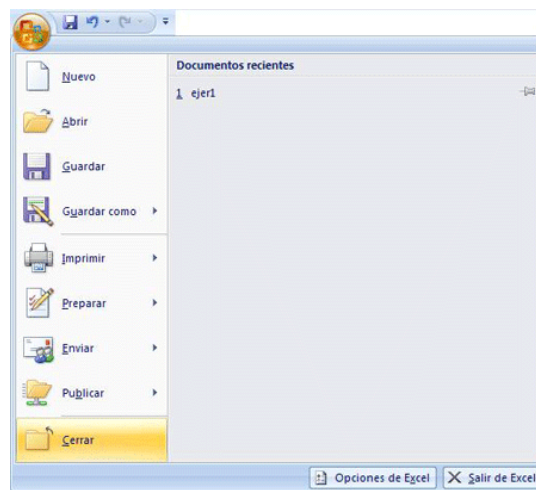 Documentos recientes
1 ejer1
Nuevo
Abrir
Guardar
Guardar como
Imprimir
Preparar
Enviar
Publicar
Cerrar
Opciones de Excel
Salir de Excel